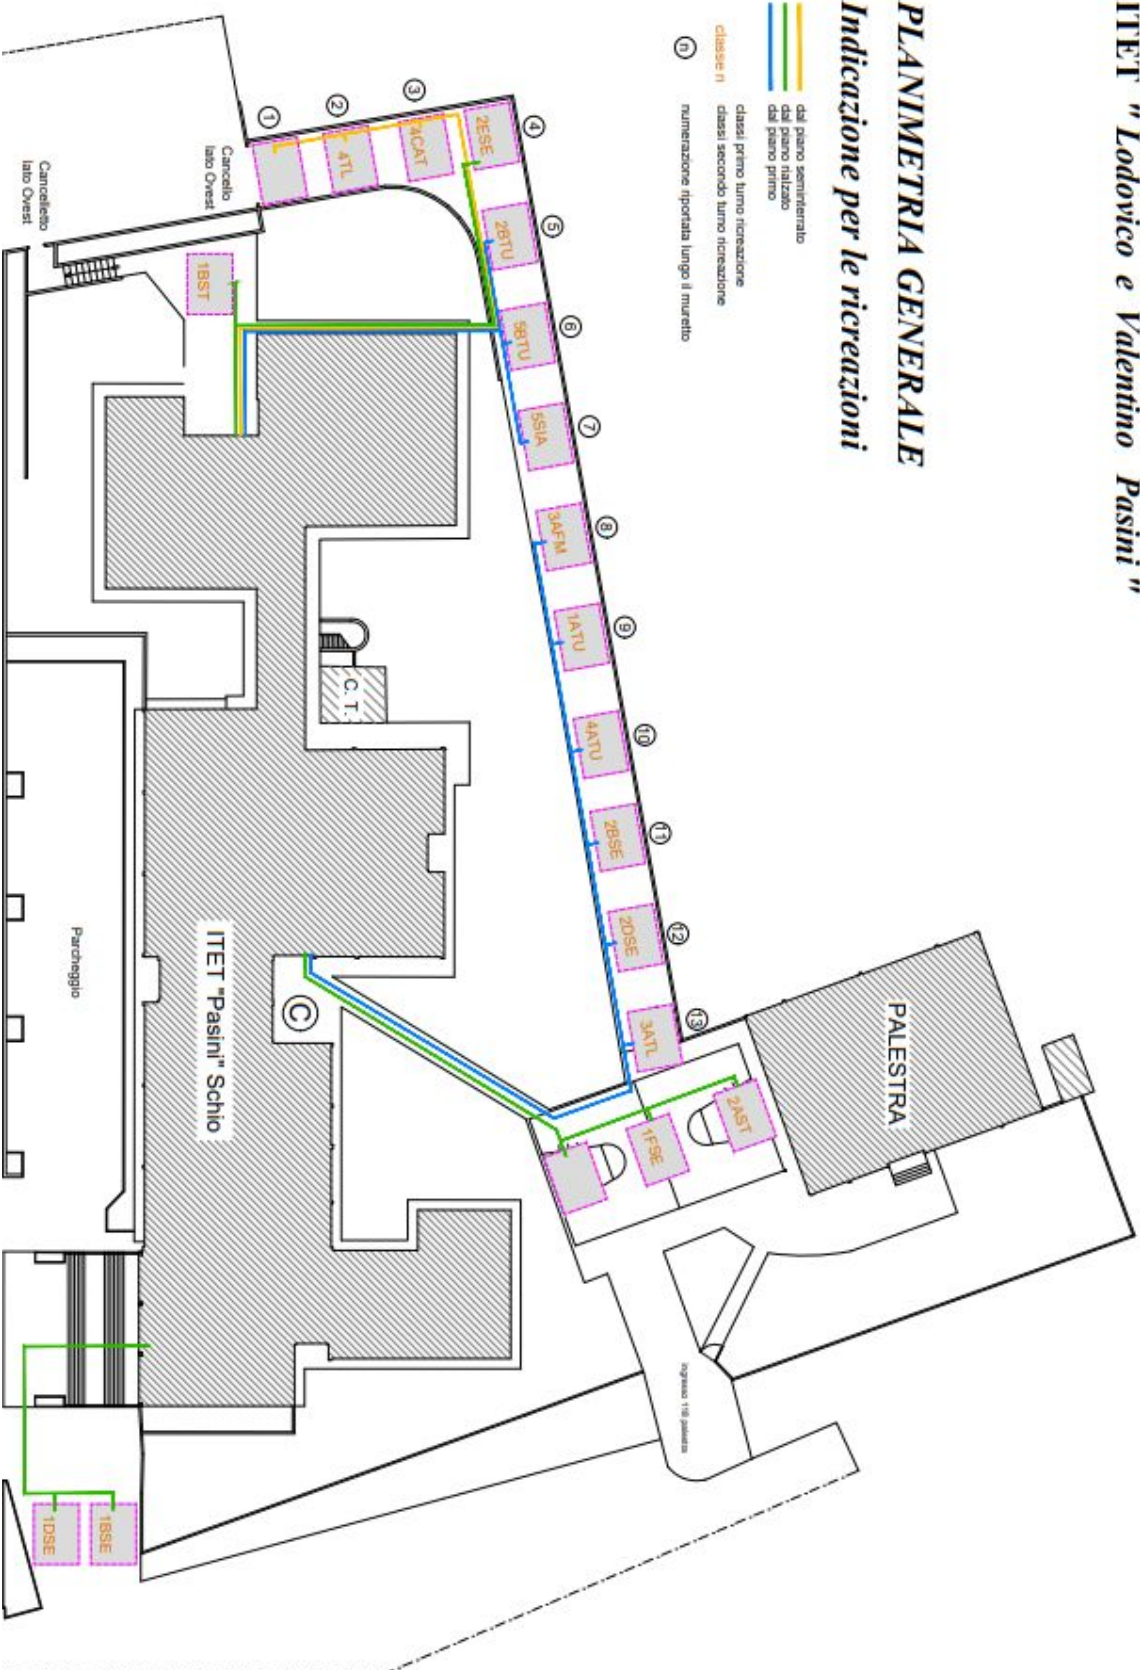 ITET "Lodovico e Valentino Pasini"
PLANIMETRIA GENERALE
Indicazione per le ricreazioni
dal piano seminterrato
dal piano rialzato
dal piano primo
classi primo turno ricreazione
classe n classi secondo turno ricreazione
n numerazione riportata lungo il muretto
1
2
3
4
5
6
7
8
9
10
11
12
13
4TL
4CAT
2ESE
2BTU
5BTU
5SIA
3AFM
1ATU
4ATU
2BSE
2DSE
3ATL
2AST
1FSE
1BST
1BSE
1DSE
Cancello
lato Ovest
Cancelletto
lato Ovest
C. T.
C
ITET "Pasini" Schio
PALESTRA
Parcheggio
ingresso 118 palestra